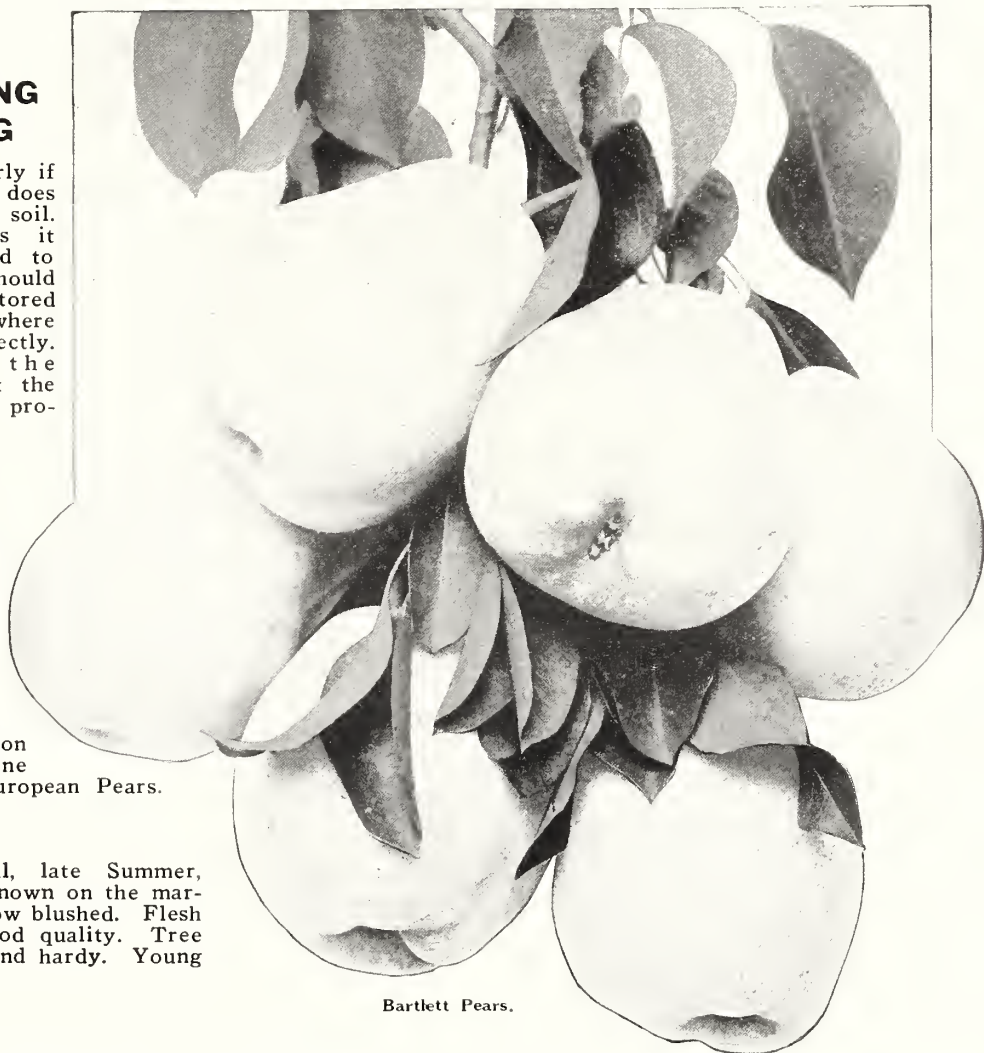 NG
G
rly if
does
soil.
s it
d to
hould
tored
where
ectly.
the
t the
pro-
on
ne
uropean Pears.
ll, late Summer,
nown on the mar-
ow blushed. Flesh
od quality. Tree
nd hardy. Young
Bartlett Pears.